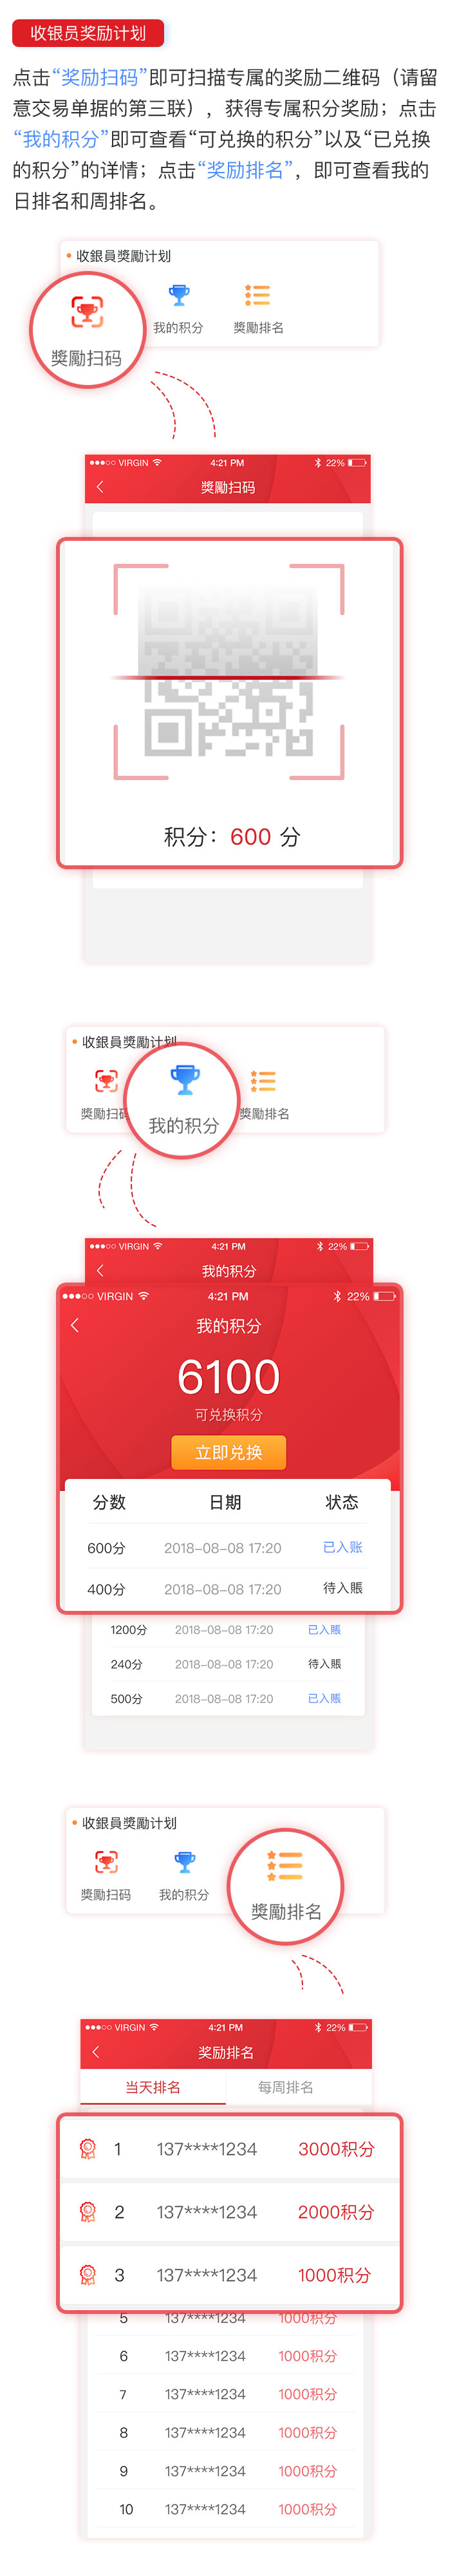 收银员奖励计划
点击“奖励扫码”即可扫描专属的奖励二维码（请留
意交易单据的第三联），获得专属积分奖励；点击
“我的积分”即可查看“可兑换的积分”以及“已兑换
的积分”的详情；点击“奖励排名”，即可查看我的
日排名和周排名。
收銀員獎勵计划
獎勵扫码
我的积分
獎勵排名
VIRGIN 4:21 PM 22%
獎勵扫码
积分：600 分
收銀員獎勵计划
獎勵扫码
我的积分
獎勵排名
VIRGIN 4:21 PM 22%
我的积分
VIRGIN 4:21 PM 22%
我的积分
6100
可兑换积分
立即兑换
分数 日期 状态
600分 2018-08-08 17:20 已入账
400分 2018-08-08 17:20 待入賬
1200分 2018-08-08 17:20 已入賬
240分 2018-08-08 17:20 待入賬
500分 2018-08-08 17:20 已入賬
收銀員獎勵计划
獎勵扫码
我的积分
獎勵排名
VIRGIN 4:21 PM 22%
奖励排名
当天排名 每周排名
1 137****1234 3000积分
2 137****1234 2000积分
3 137****1234 1000积分
5 137****1234 1000积分
6 137****1234 1000积分
7 137****1234 1000积分
8 137****1234 1000积分
9 137****1234 1000积分
10 137****1234 1000积分